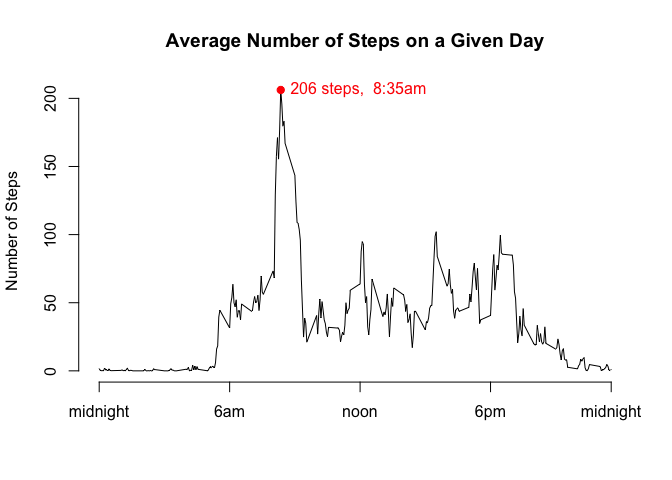 Average Number of Steps on a Given Day
206 steps,  8:35am
Number of Steps
200
150
100
50
0
midnight 6am noon 6pm midnight